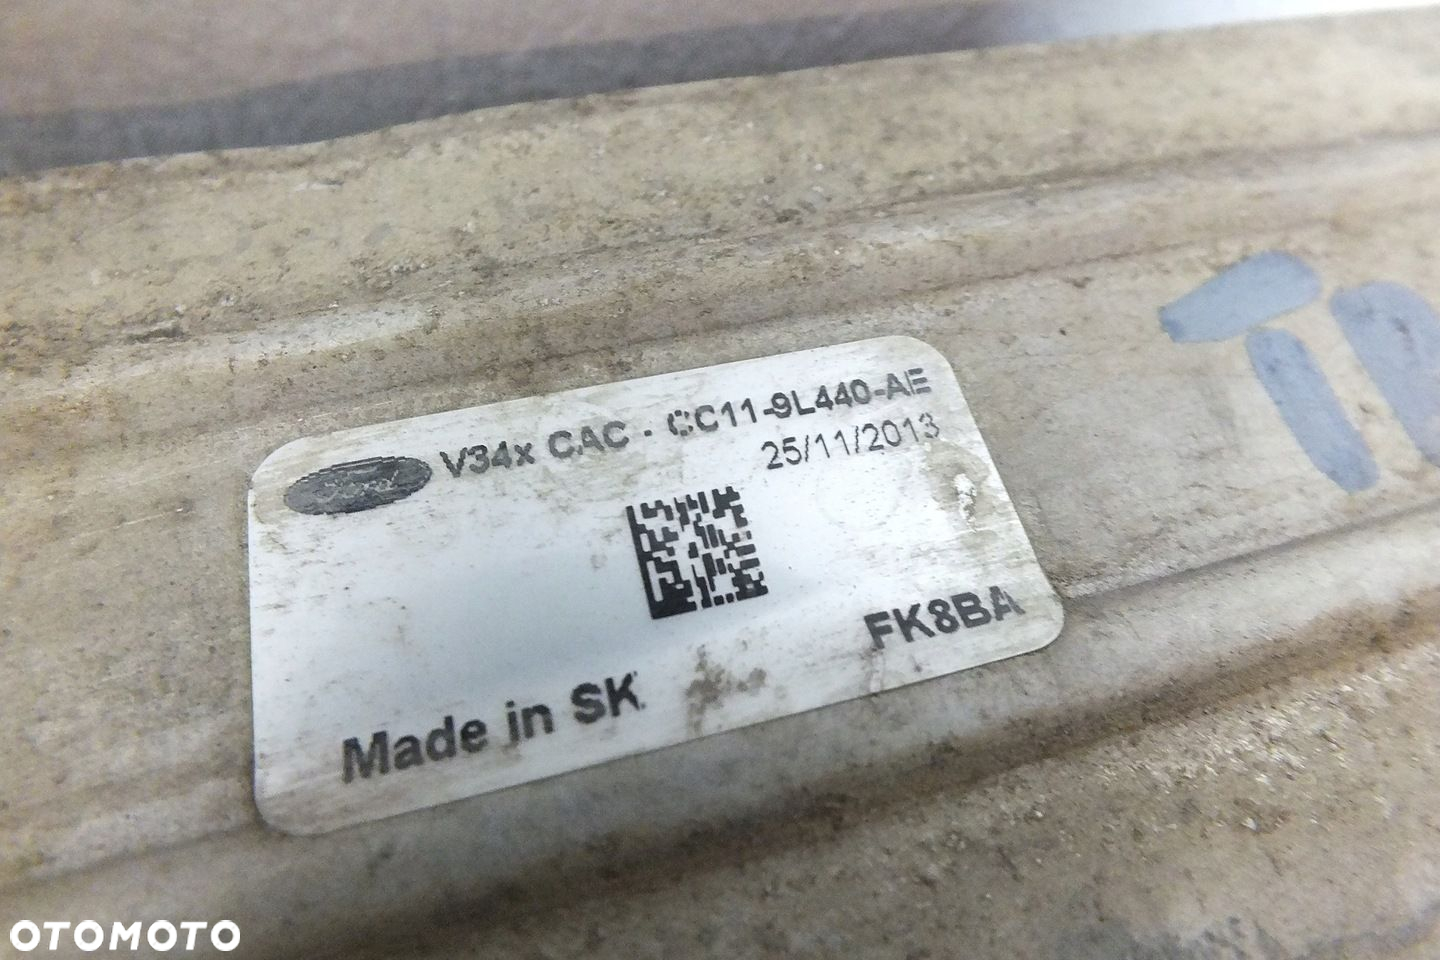 Ford V34x CAC - CC11-9L440-AE
25/11/2013
FK8BA
Made in SK
OTOMOTO